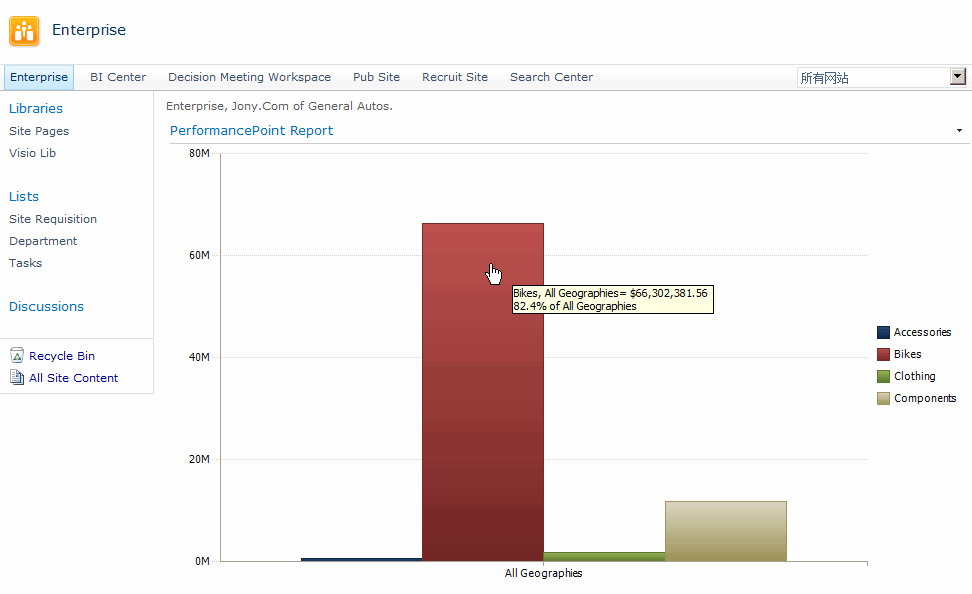 Enterprise
Enterprise BI Center Decision Meeting Workspace Pub Site Recruit Site Search Center 所有网站
Libraries
Site Pages
Visio Lib
Lists
Site Requisition
Department
Tasks
Discussions
Recycle Bin
All Site Content
Enterprise, Jony.Com of General Autos.
PerformancePoint Report
80M
60M
40M
20M
0M
Bikes, All Geographies= $66,302,381.56
82.4% of All Geographies
All Geographies
Accessories
Bikes
Clothing
Components